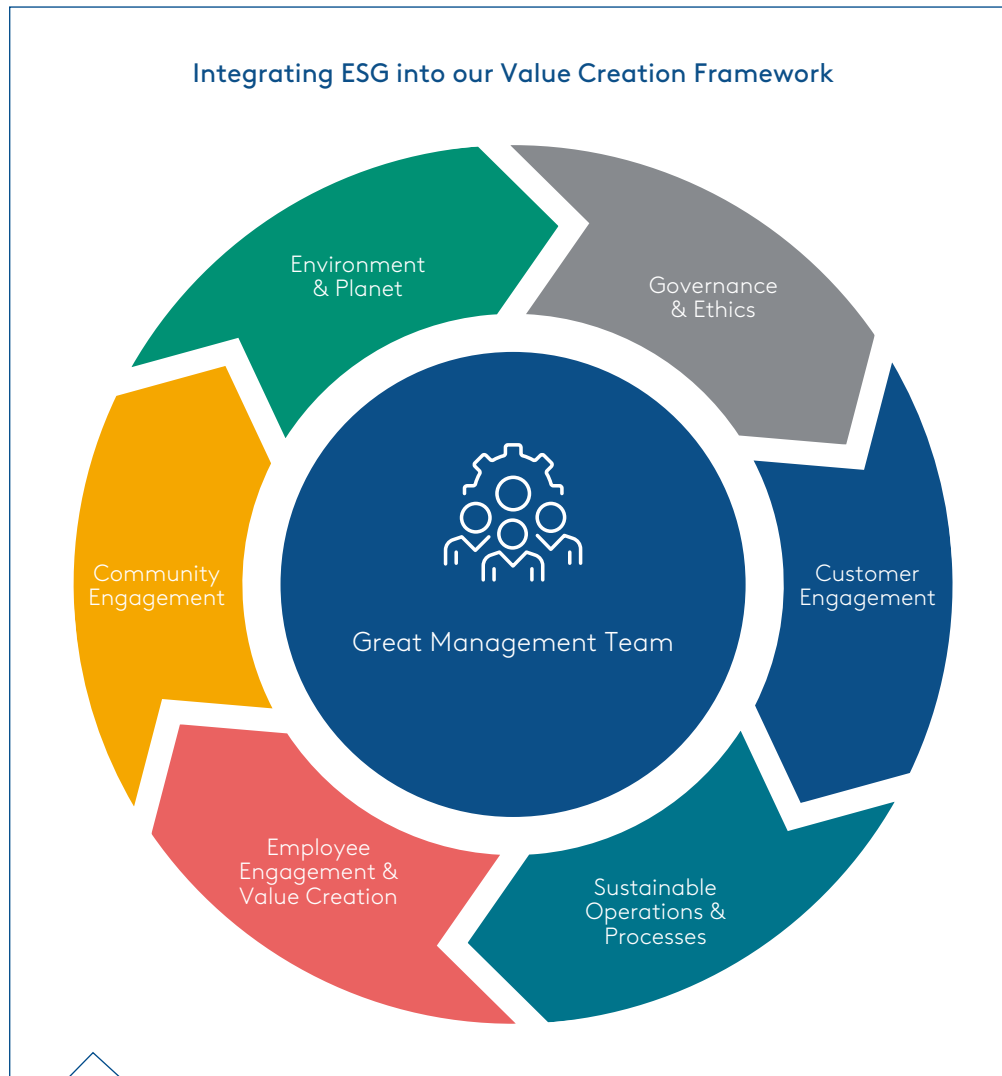 Integrating ESG into our Value Creation Framework
Environment
& Planet
Governance
& Ethics
Community
Engagement
Great Management Team
Customer
Engagement
Employee
Engagement &
Value Creation
Sustainable
Operations &
Processes